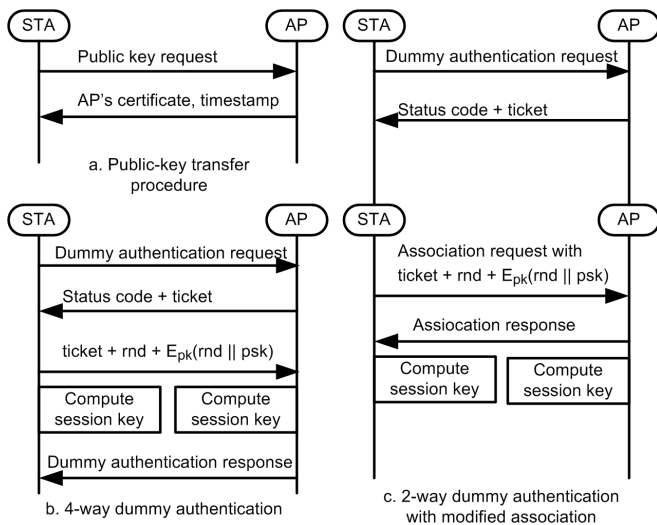 STA
AP
Public key request
AP's certificate, timestamp
a. Public-key transfer
procedure
STA
AP
Dummy authentication request
Status code + ticket
ticket + rnd + Epk(rnd || psk)
Compute
session key
Compute
session key
Dummy authentication response
b. 4-way dummy authentication
STA
AP
Dummy authentication request
Status code + ticket
STA
AP
Association request with
ticket + rnd + Epk(rnd || psk)
Assiocation response
Compute
session key
Compute
session key
c. 2-way dummy authentication
with modified association